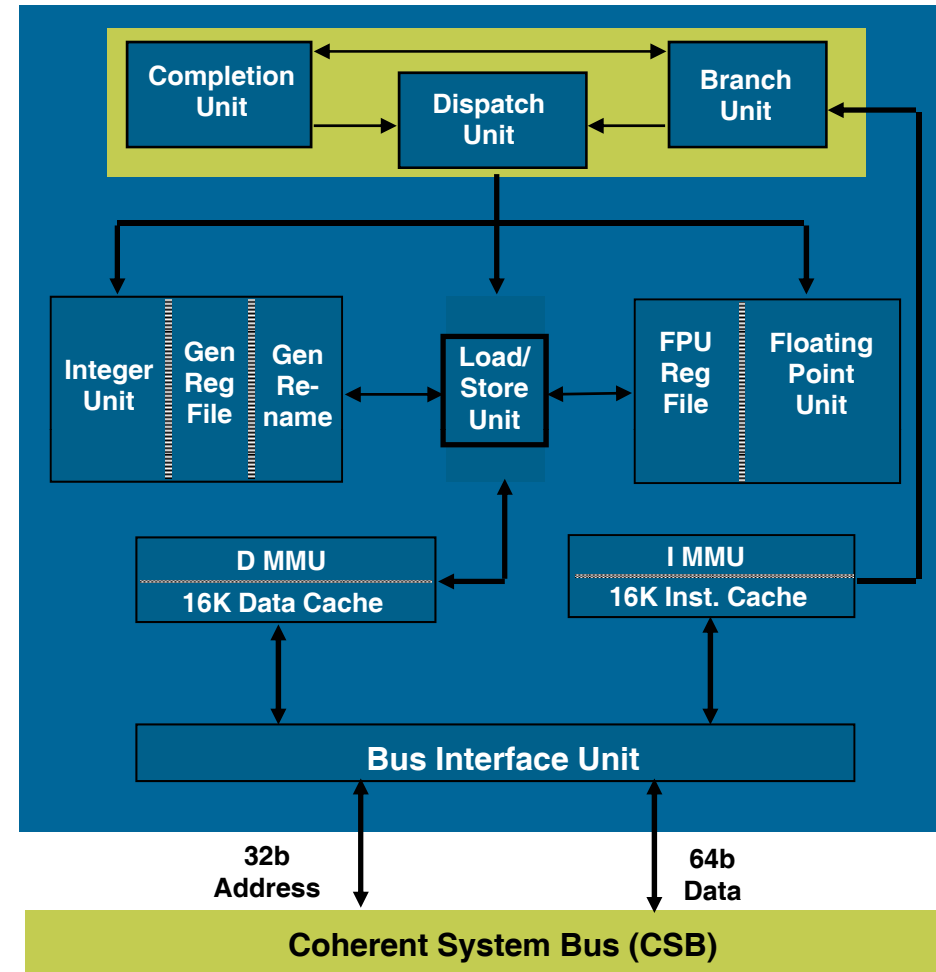 Completion
Unit
Dispatch
Unit
Branch
Unit
Integer
Unit
Gen
Reg
File
Gen
Re-
name
Load/
Store
Unit
FPU
Reg
File
Floating
Point
Unit
D MMU
16K Data Cache
I MMU
16K Inst. Cache
Bus Interface Unit
32b
Address
64b
Data
Coherent System Bus (CSB)